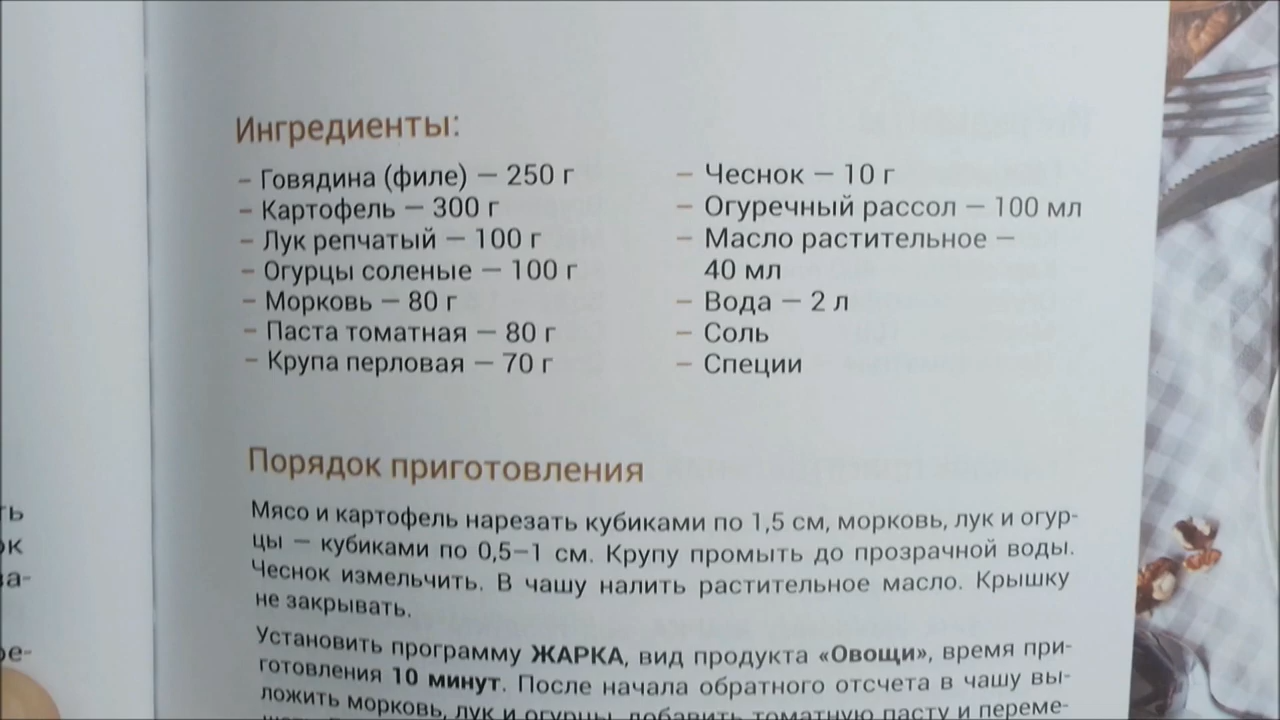 Ингредиенты:
– Говядина (филе) — 250 г
– Картофель — 300 г
– Лук репчатый — 100 г
– Огурцы соленые — 100 г
– Морковь — 80 г
– Паста томатная — 80 г
– Крупа перловая — 70 г
– Чеснок — 10 г
– Огуречный рассол — 100 мл
– Масло растительное —
40 мл
– Вода — 2 л
– Соль
– Специи
Порядок приготовления
Мясо и картофель нарезать кубиками по 1,5 см, морковь, лук и огур-
цы — кубиками по 0,5–1 см. Крупу промыть до прозрачной воды.
Чеснок измельчить. В чашу налить растительное масло. Крышку
не закрывать.
Установить программу ЖАРКА, вид продукта «Овощи», время при-
готовления 10 минут. После начала обратного отсчета в чашу вы-
ложить морковь, лук и огурцы, добавить томатную пасту и переме-